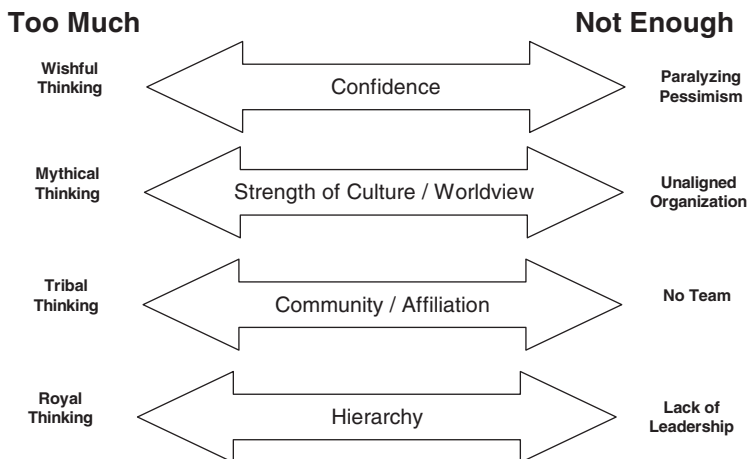 Too Much
Not Enough
Wishful
Thinking
Confidence
Paralyzing
Pessimism
Mythical
Thinking
Strength of Culture / Worldview
Unaligned
Organization
Tribal
Thinking
Community / Affiliation
No Team
Royal
Thinking
Hierarchy
Lack of
Leadership